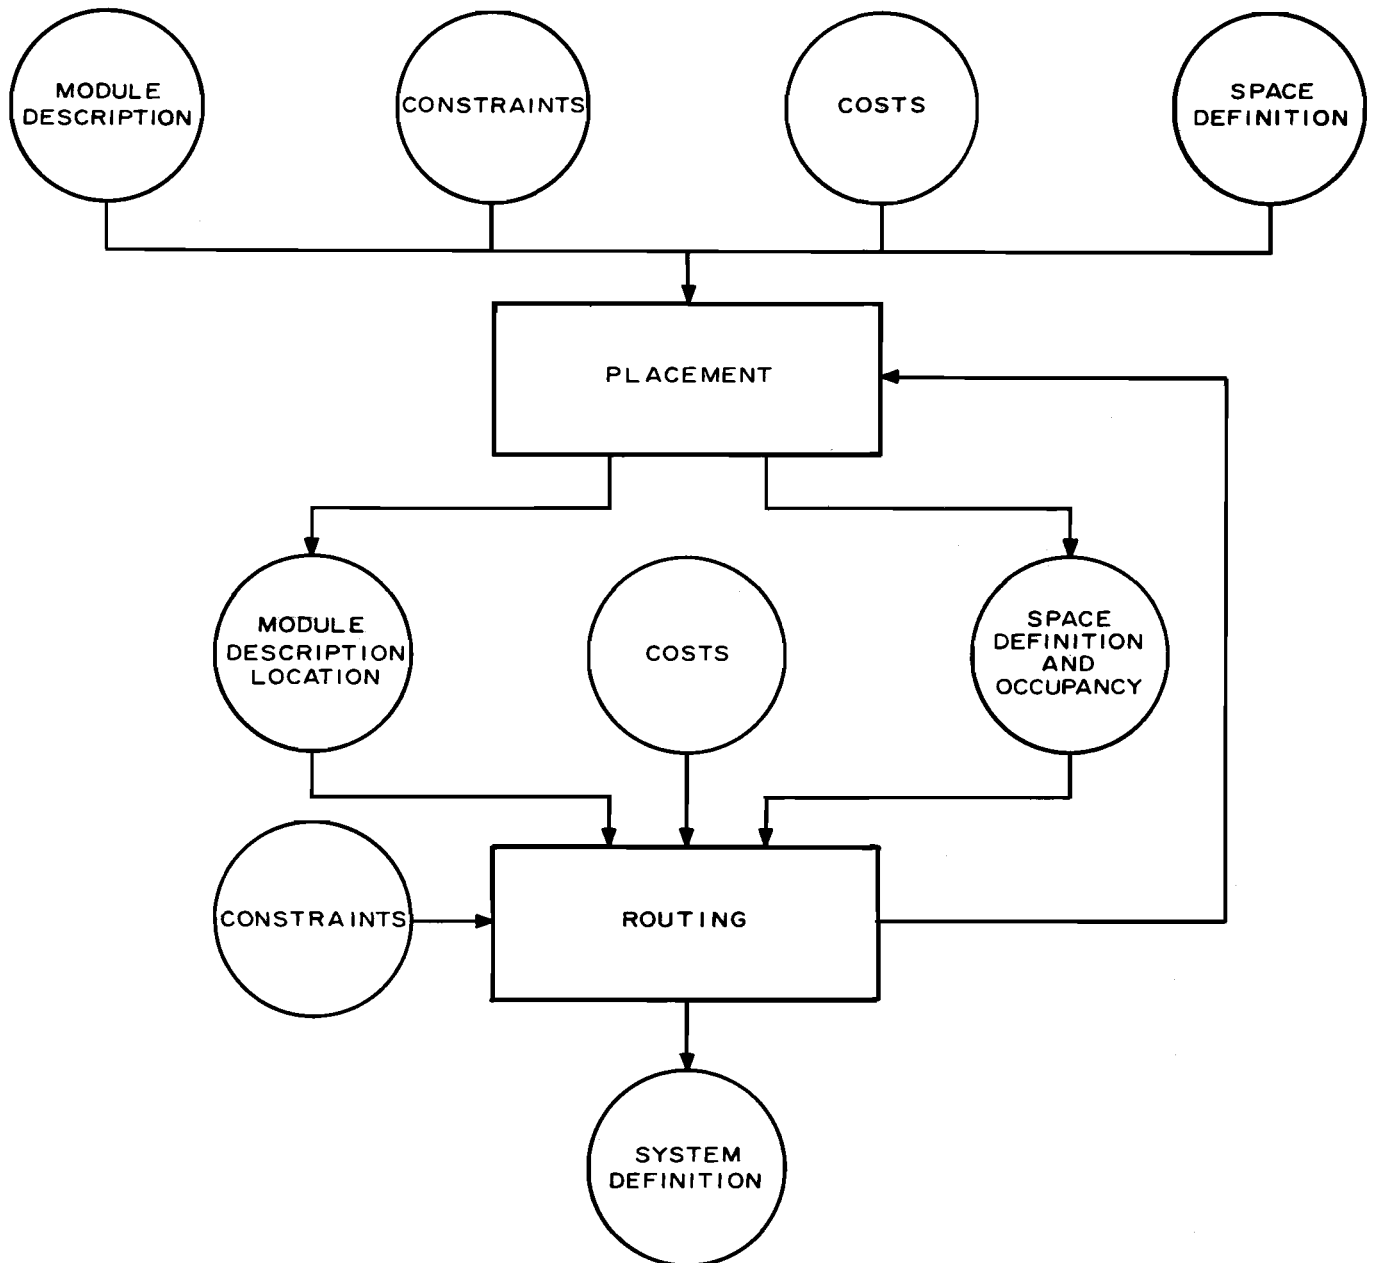 MODULE
DESCRIPTION
CONSTRAINTS
COSTS
SPACE
DEFINITION
PLACEMENT
MODULE
DESCRIPTION
LOCATION
COSTS
SPACE
DEFINITION
AND
OCCUPANCY
CONSTRAINTS
ROUTING
SYSTEM
DEFINITION